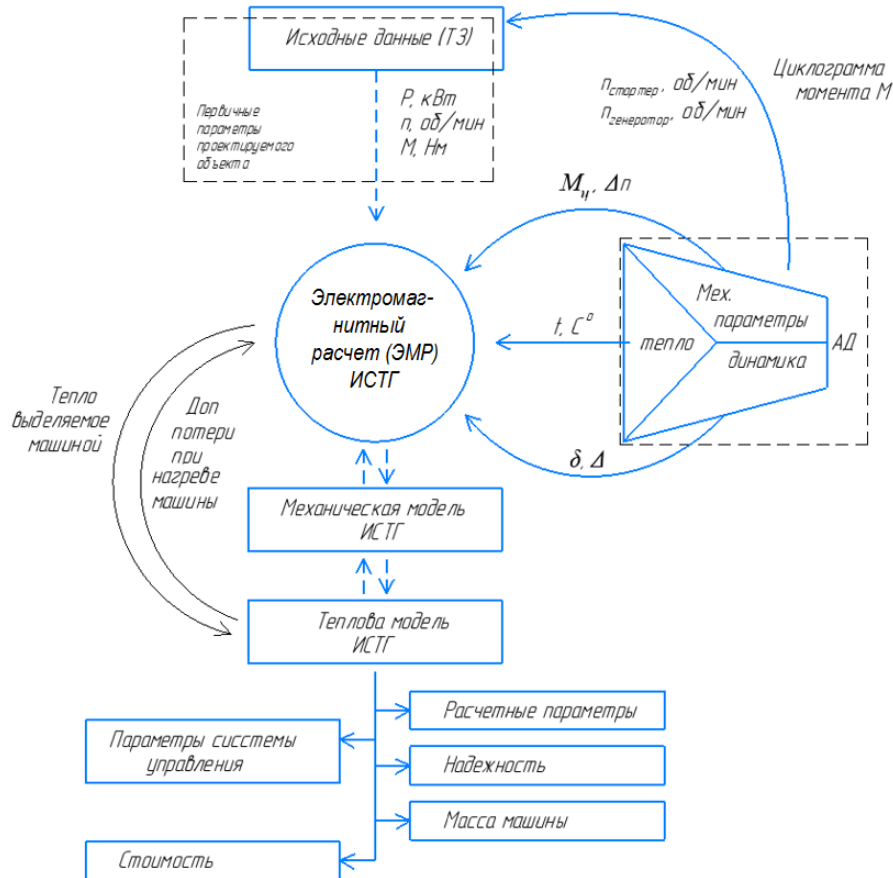 Исходные данные (ТЗ)
Первичные
параметры
проектируемого
объекта
P, кВт
n, об/мин
M, Нм
nстартер, об/мин
nгенератор, об/мин
Циклограмма
момента М
Mц, Δn
Электромаг-
нитный
расчет (ЭМР)
ИСТГ
t, C°
тепло
Мех.
параметры
динамика
АД
δ, Δ
Тепло
выделяемое
машиной
Доп
потери
при
нагреве
машины
Механическая модель
ИСТГ
Теплова модель
ИСТГ
Расчетные параметры
Параметры сисстемы
управления
Надежность
Масса машины
Стоимость